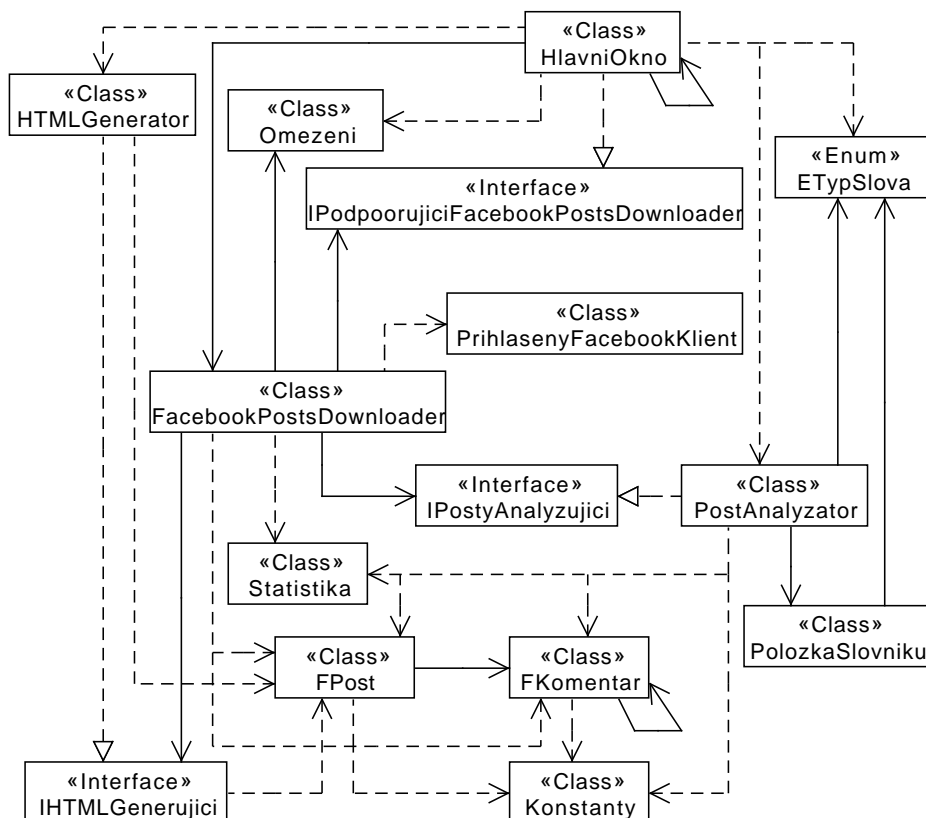 «Class»
HlavniOkno
«Class»
HTMLGenerator
«Class»
Omezeni
«Enum»
ETypSlova
«Interface»
IPodpoorujiciFacebookPostsDownloader
«Class»
PrihlasenyFacebookKlient
«Class»
FacebookPostsDownloader
«Interface»
IPostyAnalyzujici
«Class»
PostAnalyzator
«Class»
Statistika
«Class»
PolozkaSlovniku
«Class»
FPost
«Class»
FKomentar
«Interface»
IHTMLGenerujici
«Class»
Konstanty